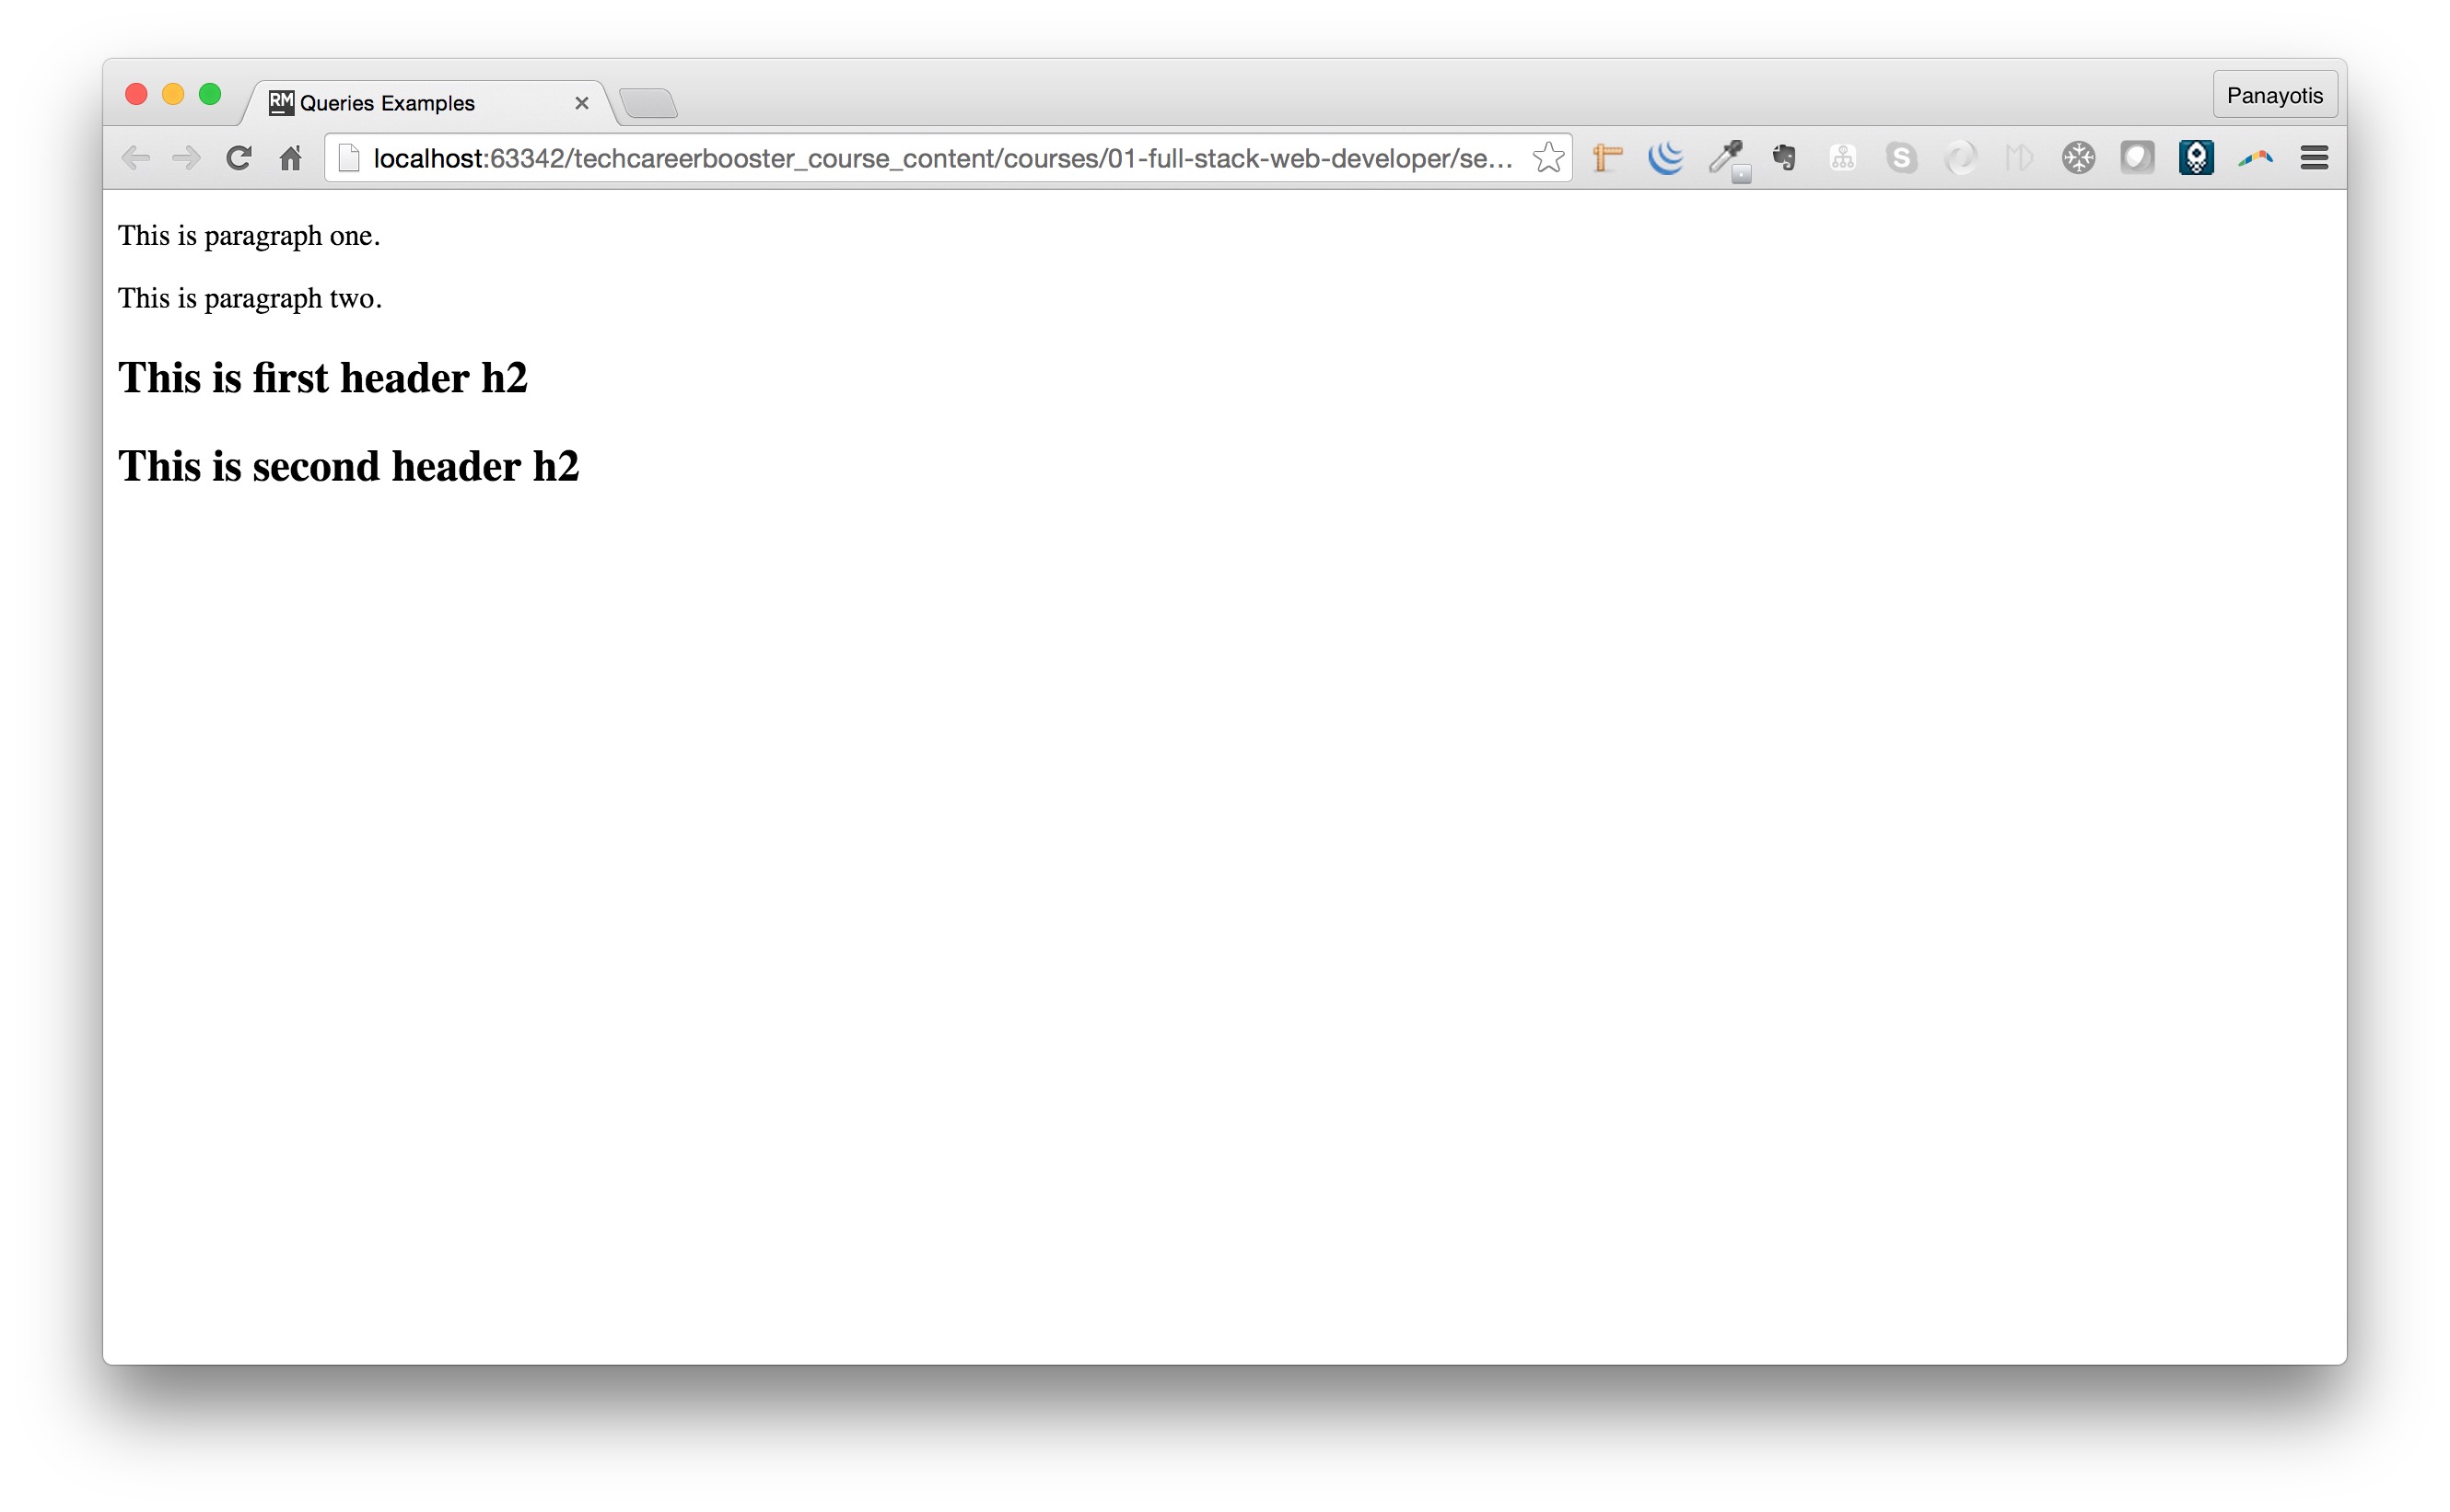 RM Queries Examples
Panayotis
localhost:63342/techcareerbooster_course_content/courses/01-full-stack-web-developer/se...
This is paragraph one.
This is paragraph two.
This is first header h2
This is second header h2